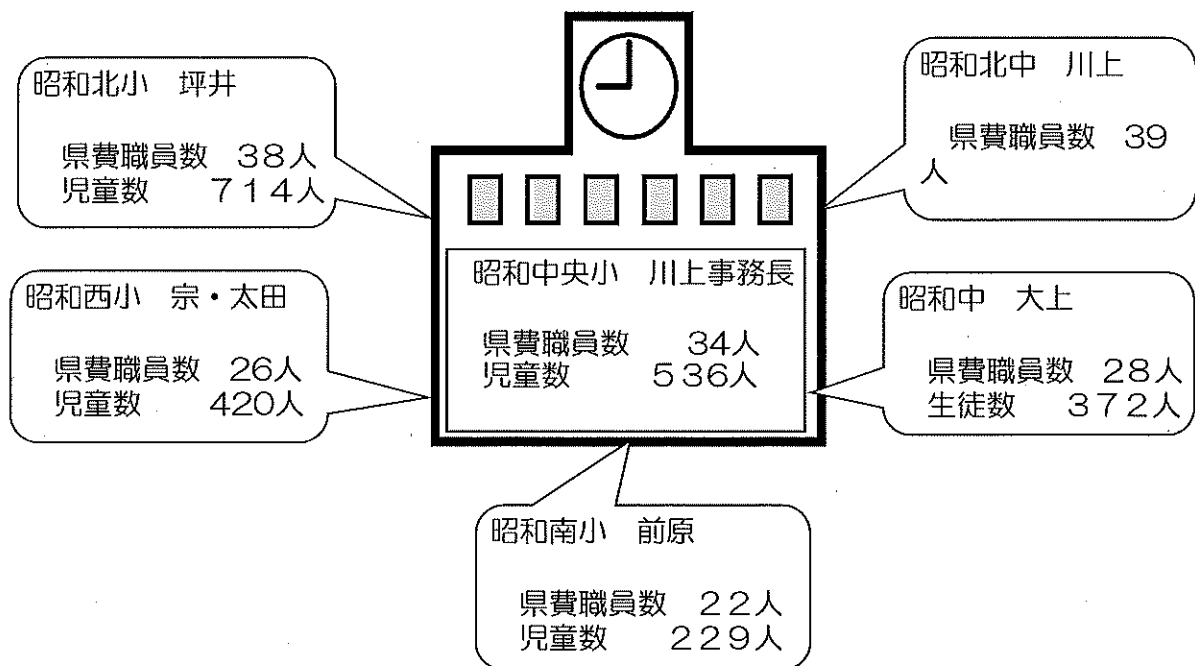 昭和北小　坪井
県費職員数　38人
児童数　　714人
昭和北中　川上
県費職員数　39
人
昭和中央小　川上事務長
県費職員数　　34人
児童数　　　536人
昭和西小　宗・太田
県費職員数　26人
児童数　　420人
昭和中　大上
県費職員数　28人
生徒数　　372人
昭和南小　前原
県費職員数　22人
児童数　　229人